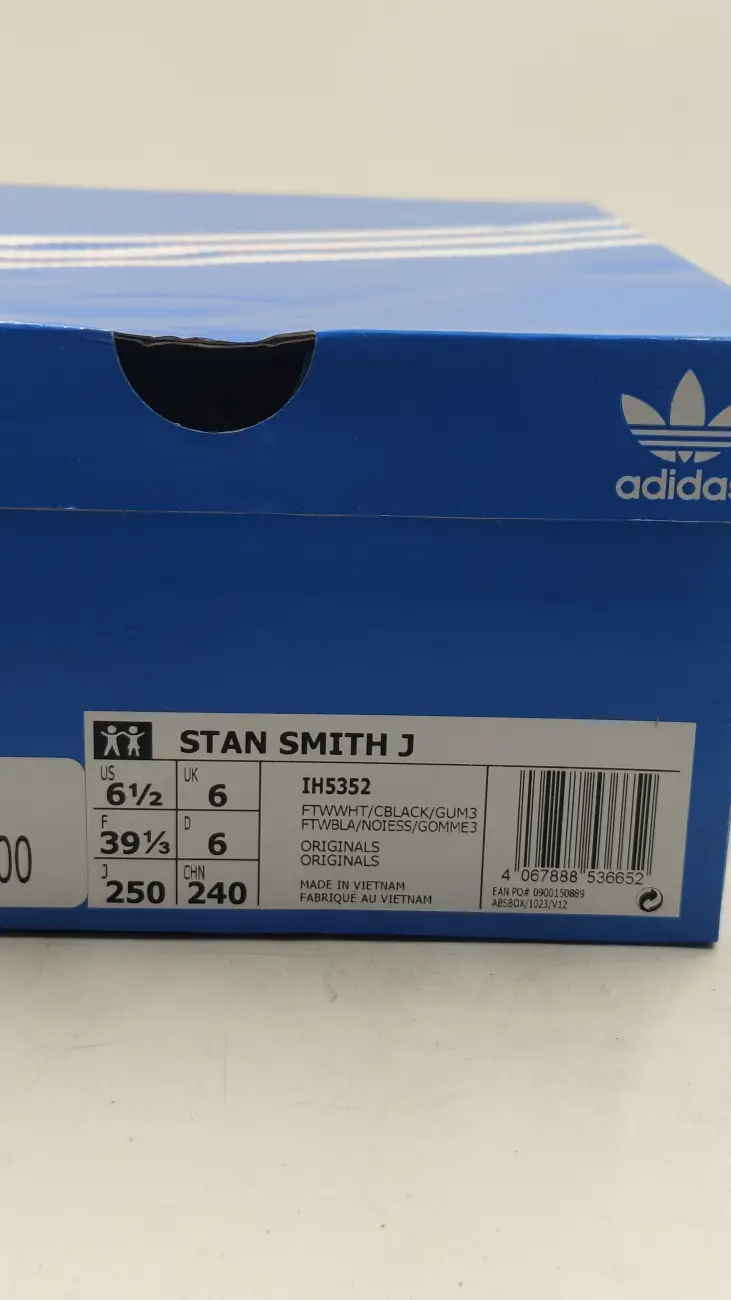 adidas
STAN SMITH J
US 6½ UK 6
F 39⅓ D 6
J 250 CHN 240
IH5352
FTWWHT/CBLACK/GUM3
FTWBLA/NOIESS/GOMME3
ORIGINALS
ORIGINALS
MADE IN VIETNAM
FABRIQUÉ AU VIETNAM
4 067888 536652
EAN PO# 0900150889
ABSBOX/1023/V12
00